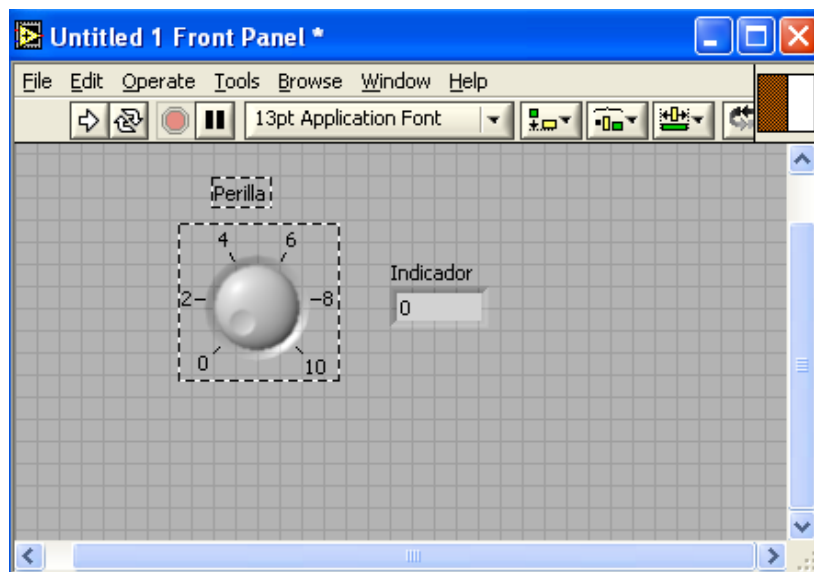 Untitled 1 Front Panel *
File Edit Operate Tools Browse Window Help
13pt Application Font
Perilla
4 6
2 8
0 10
Indicador
0